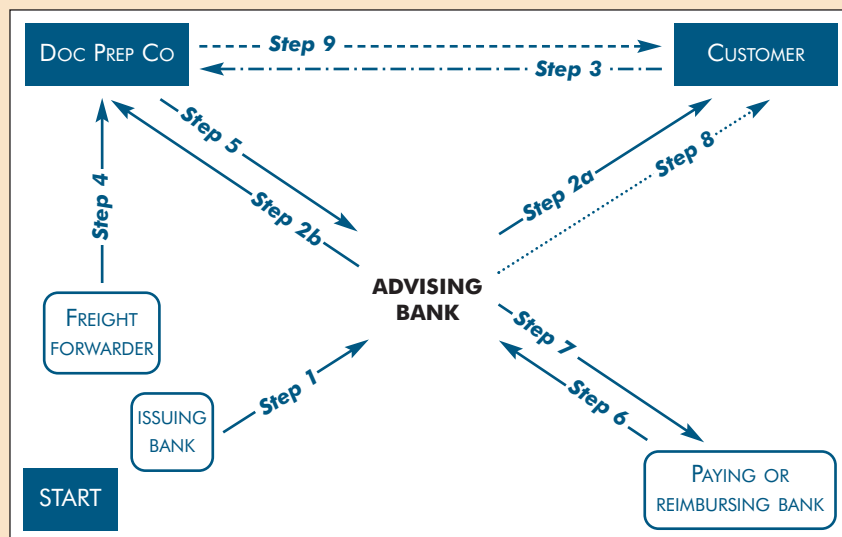 Doc Prep Co
Step 9
Customer
Step 3
Step 5
Step 8
Step 4
Step 2b
Step 2a
ADVISING
BANK
Freight
forwarder
Step 7
Step 1
Step 6
issuing
bank
Paying or
reimbursing bank
START